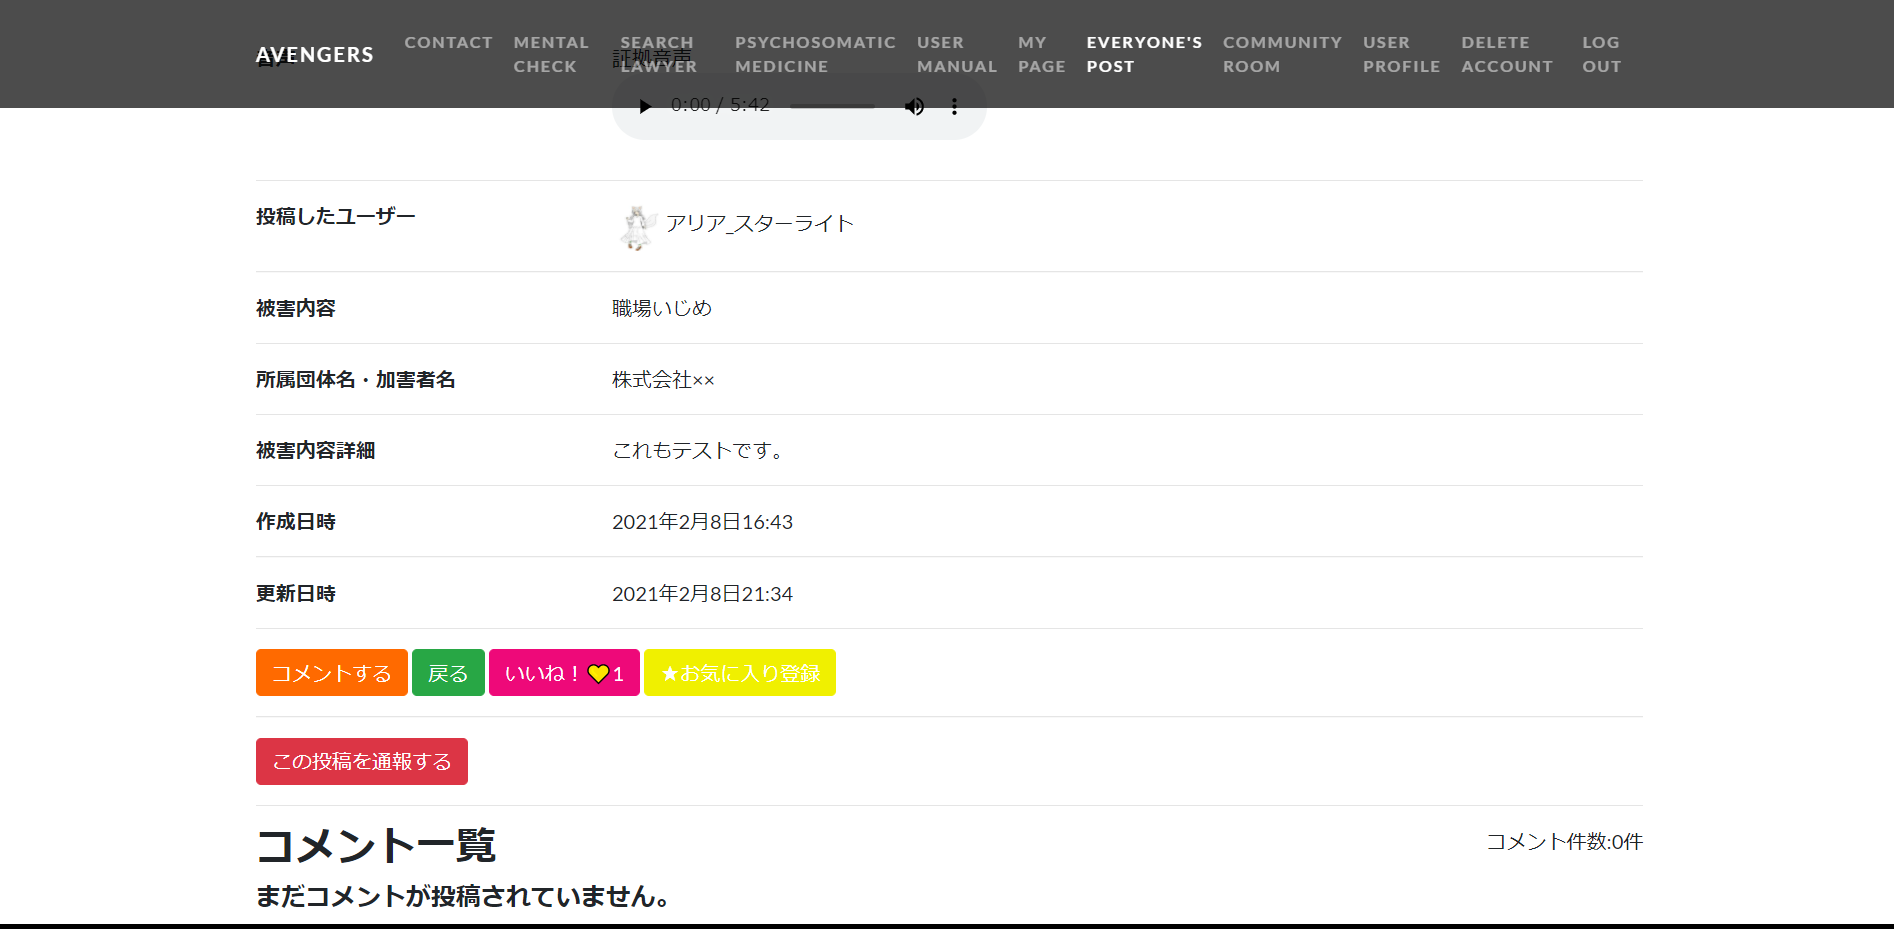 AVENGERS
CONTACT
MENTAL
CHECK
SEARCH
LAWYER
PSYCHOSOMATIC
MEDICINE
USER
MANUAL
MY
PAGE
EVERYONE'S
POST
COMMUNITY
ROOM
USER
PROFILE
DELETE
ACCOUNT
LOG
OUT
音声 証拠音声
0:00 / 5:42
投稿したユーザー アリア_スターライト
被害内容 職場いじめ
所属団体名・加害者名 株式会社××
被害内容詳細 これもテストです。
作成日時 2021年2月8日16:43
更新日時 2021年2月8日21:34
コメントする 戻る いいね！💛1 ★お気に入り登録
この投稿を通報する
コメント一覧 コメント件数:0件
まだコメントが投稿されていません。